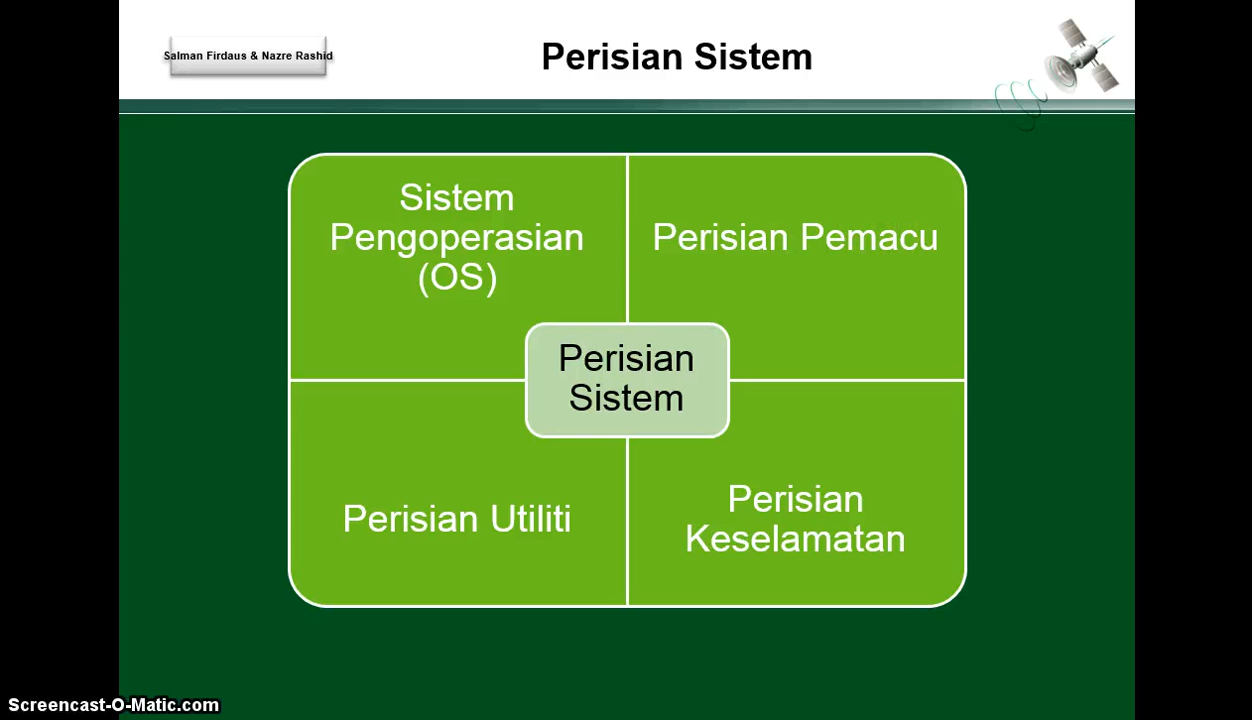 Salman Firdaus & Nazre Rashid
Perisian Sistem
Sistem
Pengoperasian
(OS)
Perisian Pemacu
Perisian
Sistem
Perisian Utiliti
Perisian
Keselamatan
Screencast-O-Matic.com